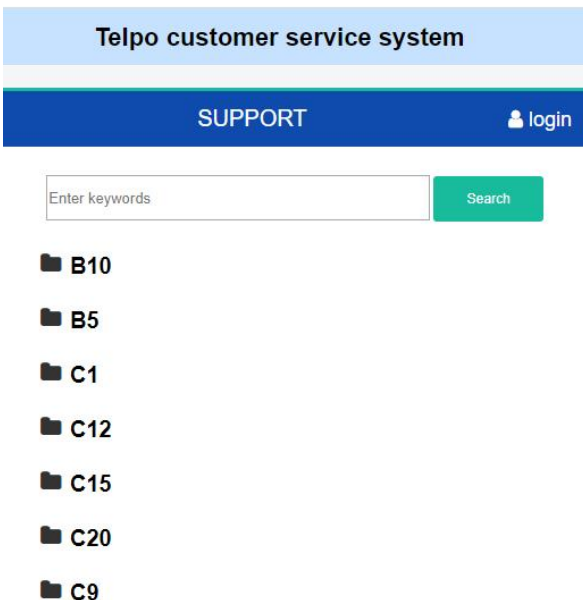 Telpo customer service system
SUPPORT
login
Enter keywords
Search
B10
B5
C1
C12
C15
C20
C9